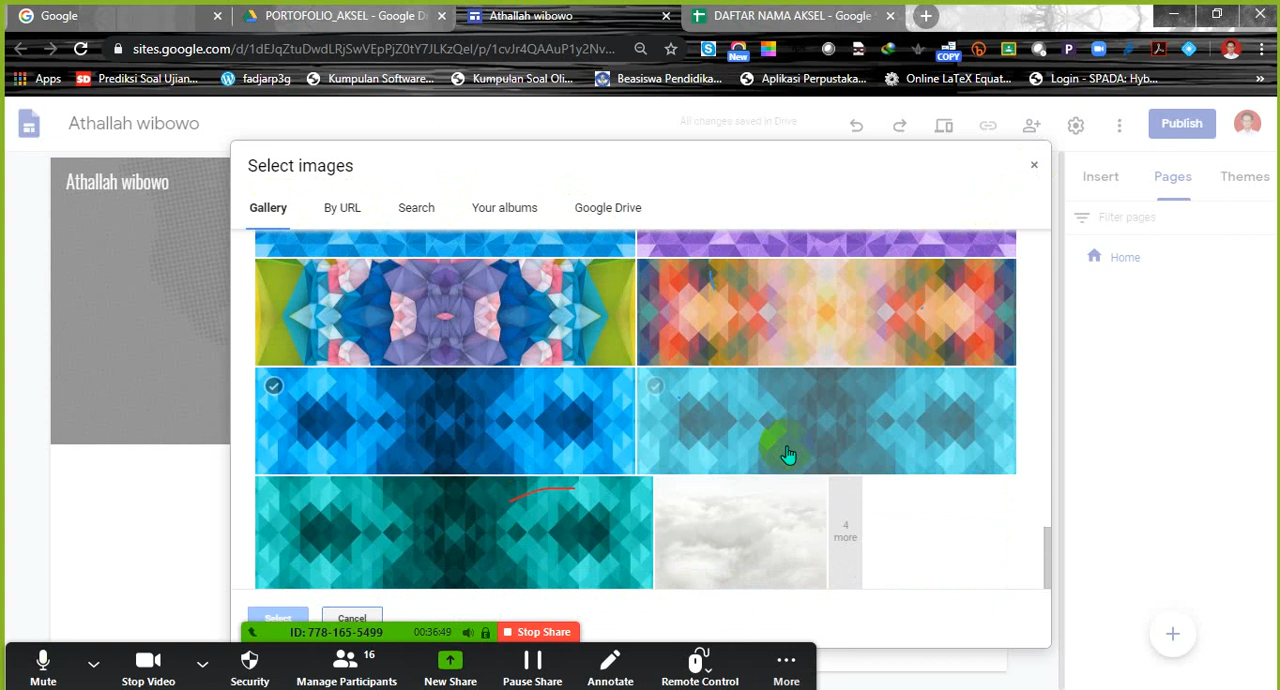 Google
PORTOFOLIO_AKSEL - Google Di
Athallah wibowo
DAFTAR NAMA AKSEL - Google
sites.google.com/d/1dEJqZtuDwdLRjSwVEpPjZ0tY7JLKzQeI/p/1cvJr4QAAuP1y2Nv...
New
COPY
Apps
Prediksi Soal Ujian...
fadjarp3g
Kumpulan Software...
Kumpulan Soal Oli...
Beasiswa Pendidika...
Aplikasi Perpustaka...
Online LaTeX Equat...
Login - SPADA: Hyb...
»
Athallah wibowo
All changes saved in Drive
Publish
Athallah wibowo
Select images
Gallery
By URL
Search
Your albums
Google Drive
Insert
Pages
Themes
Filter pages
Home
4
more
Select
Cancel
ID: 778-165-5499
00:36:49
Stop Share
Mute
Stop Video
Security
16
Manage Participants
New Share
Pause Share
Annotate
Remote Control
More